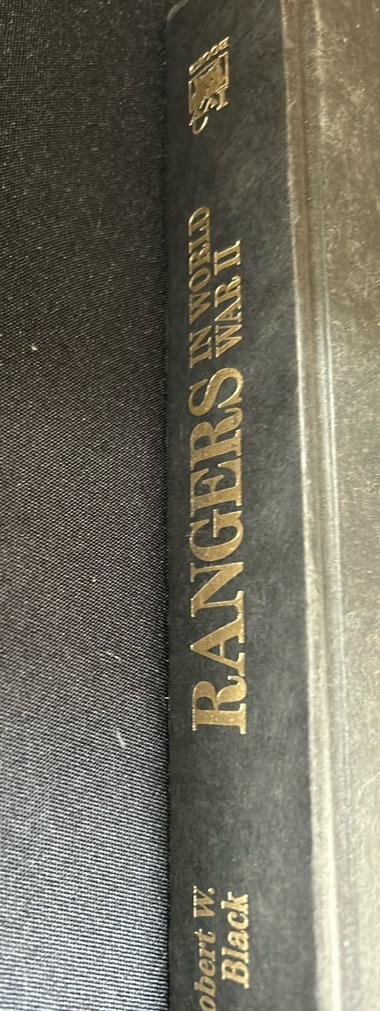 obert W.
Black
RANGERS
IN WORLD
WAR II